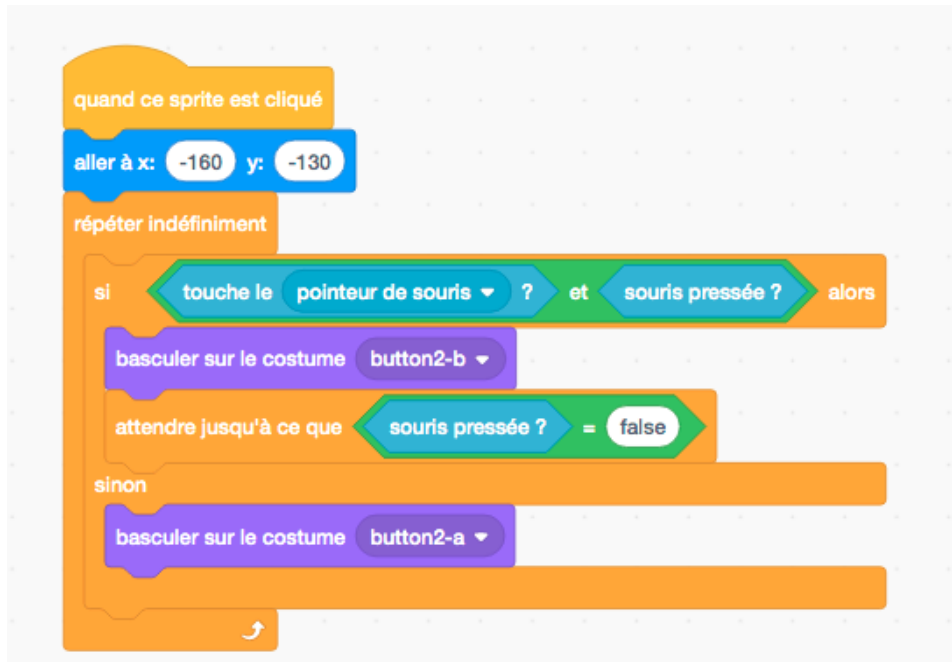 quand ce sprite est cliqué
aller à x: -160 y: -130
répéter indéfiniment
si touche le pointeur de souris ? et souris pressée ? alors
basculer sur le costume button2-b
attendre jusqu'à ce que souris pressée ? = false
sinon
basculer sur le costume button2-a